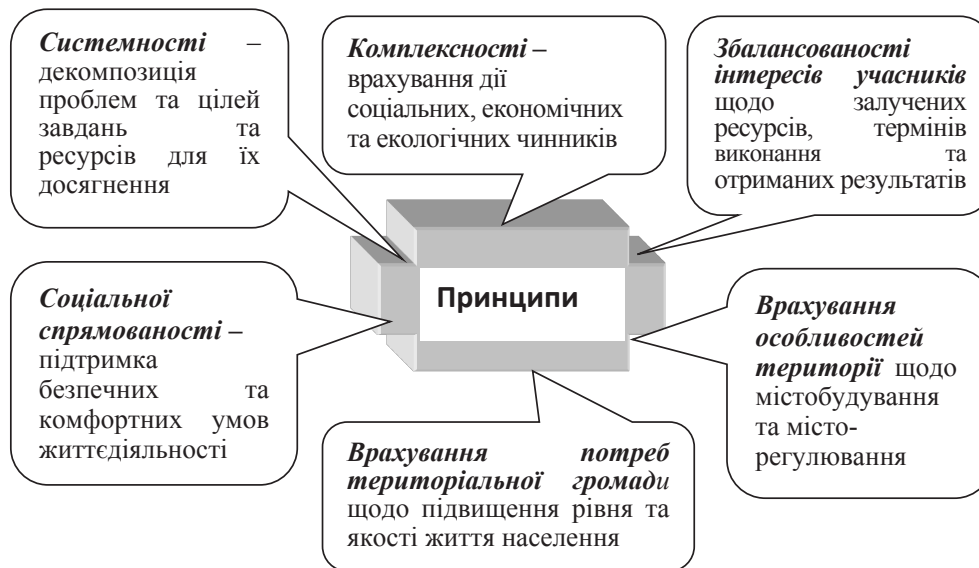 Системності –
декомпозиція
проблем та цілей
завдань та
ресурсів для їх
досягнення
Комплексності –
врахування дії
соціальних, економічних
та екологічних чинників
Збалансованості
інтересів учасників
щодо залучених
ресурсів, термінів
виконання та
отриманих результатів
Соціальної
спрямованості –
підтримка
безпечних та
комфортних умов
життєдіяльності
Принципи
Врахування
особливостей
території щодо
містобудування
та місто-
регулювання
Врахування потреб
територіальної громади
щодо підвищення рівня та
якості життя населення